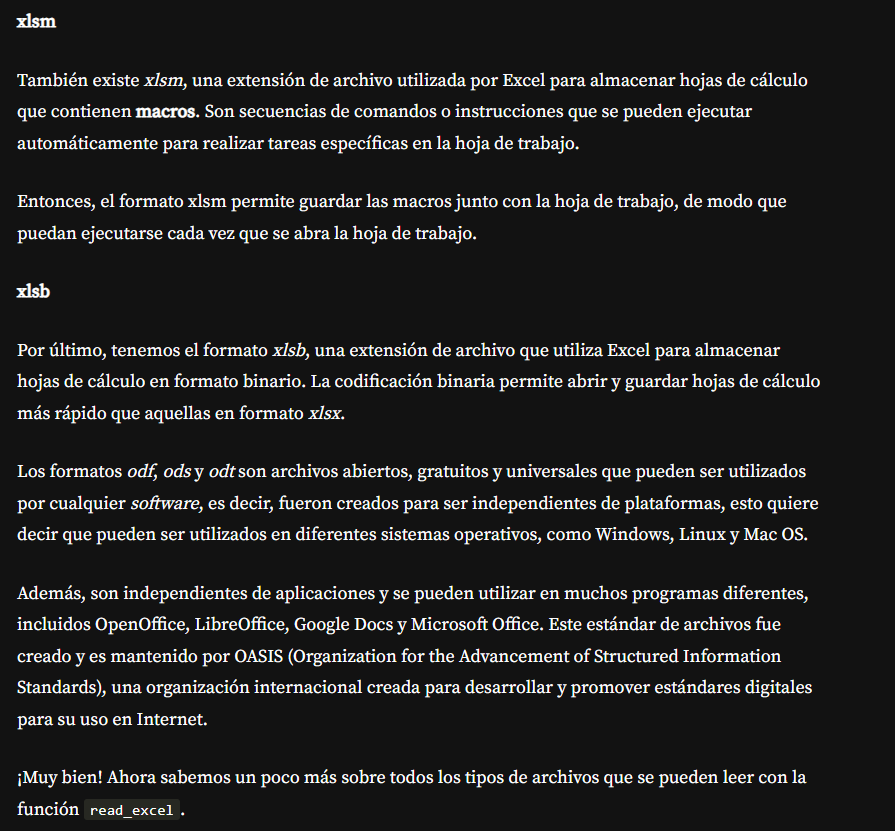 xlsm
También existe xlsm, una extensión de archivo utilizada por Excel para almacenar hojas de cálculo
que contienen macros. Son secuencias de comandos o instrucciones que se pueden ejecutar
automáticamente para realizar tareas específicas en la hoja de trabajo.
Entonces, el formato xlsm permite guardar las macros junto con la hoja de trabajo, de modo que
puedan ejecutarse cada vez que se abra la hoja de trabajo.
xlsb
Por último, tenemos el formato xlsb, una extensión de archivo que utiliza Excel para almacenar
hojas de cálculo en formato binario. La codificación binaria permite abrir y guardar hojas de cálculo
más rápido que aquellas en formato xlsx.
Los formatos odf, ods y odt son archivos abiertos, gratuitos y universales que pueden ser utilizados
por cualquier software, es decir, fueron creados para ser independientes de plataformas, esto quiere
decir que pueden ser utilizados en diferentes sistemas operativos, como Windows, Linux y Mac OS.
Además, son independientes de aplicaciones y se pueden utilizar en muchos programas diferentes,
incluidos OpenOffice, LibreOffice, Google Docs y Microsoft Office. Este estándar de archivos fue
creado y es mantenido por OASIS (Organization for the Advancement of Structured Information
Standards), una organización internacional creada para desarrollar y promover estándares digitales
para su uso en Internet.
¡Muy bien! Ahora sabemos un poco más sobre todos los tipos de archivos que se pueden leer con la
función read_excel.